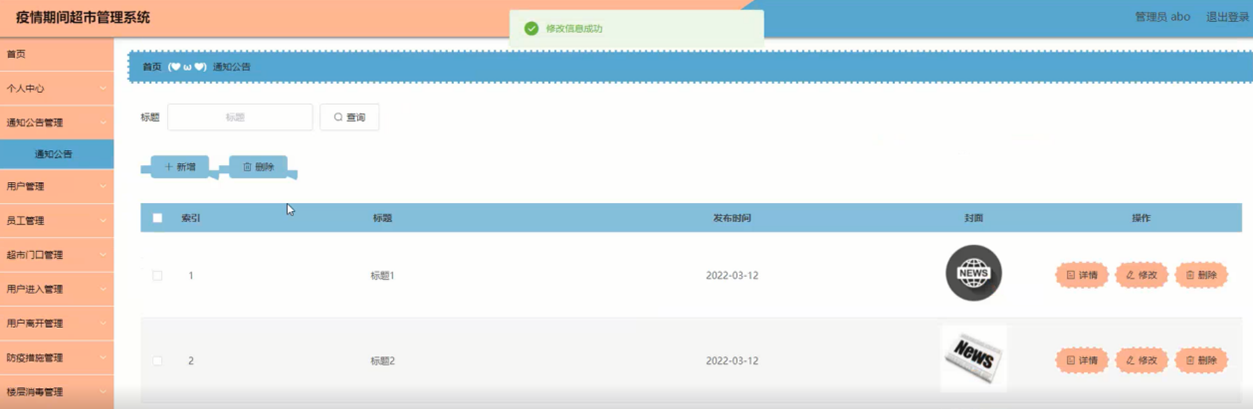 疫情期间超市管理系统
管理员 abo 退出登录
修改信息成功
首页
个人中心
通知公告管理
通知公告
用户管理
员工管理
超市门口管理
用户进入管理
用户离开管理
防疫措施管理
楼层消毒管理
首页 (♥ ω ♥) 通知公告
标题 标题 查询
+ 新增 删除
索引 标题 发布时间 封面 操作
1 标题1 2022-03-12 NEWS 详情 修改 删除
2 标题2 2022-03-12 News 详情 修改 删除